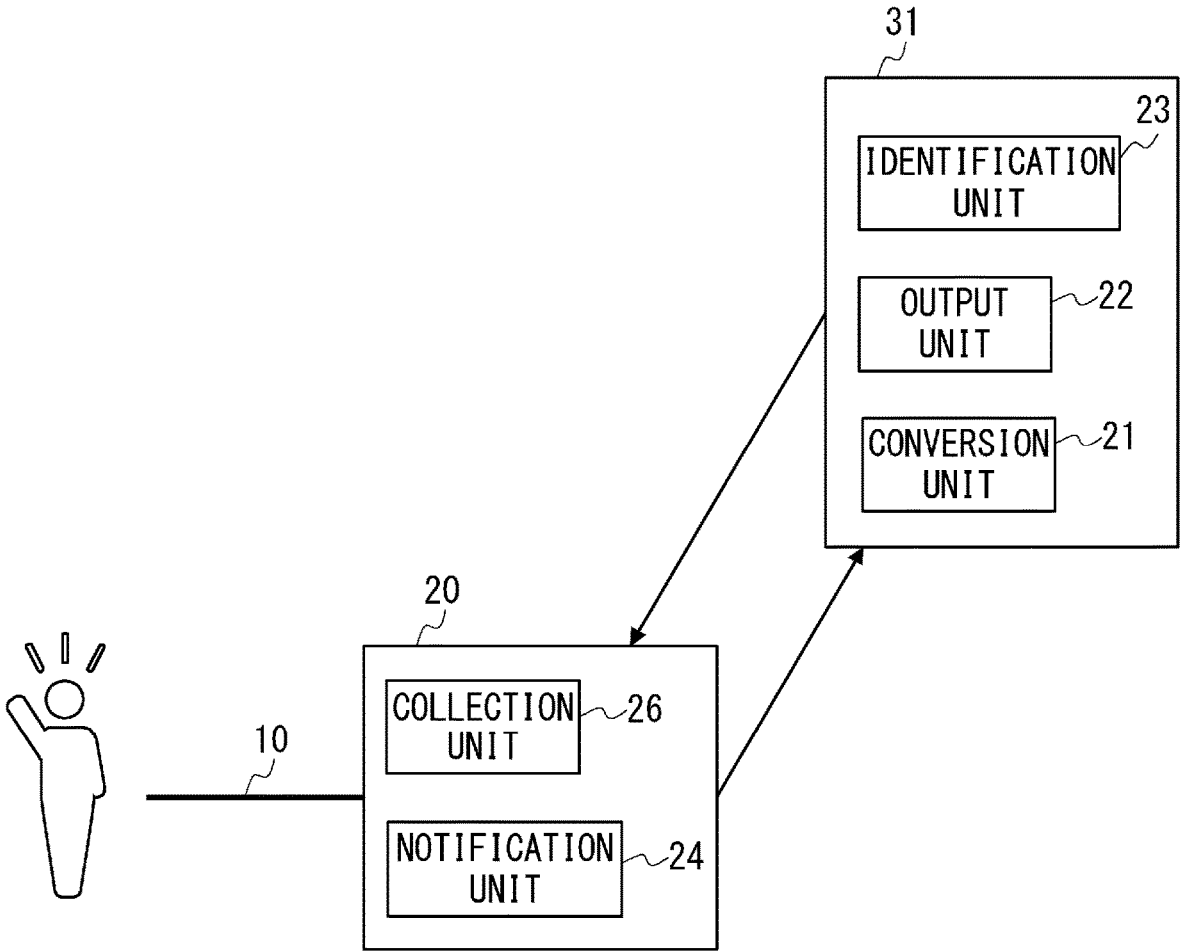 31
23
IDENTIFICATION
UNIT
OUTPUT
UNIT
22
CONVERSION
UNIT
21
20
COLLECTION
UNIT
26
10
NOTIFICATION
UNIT
24